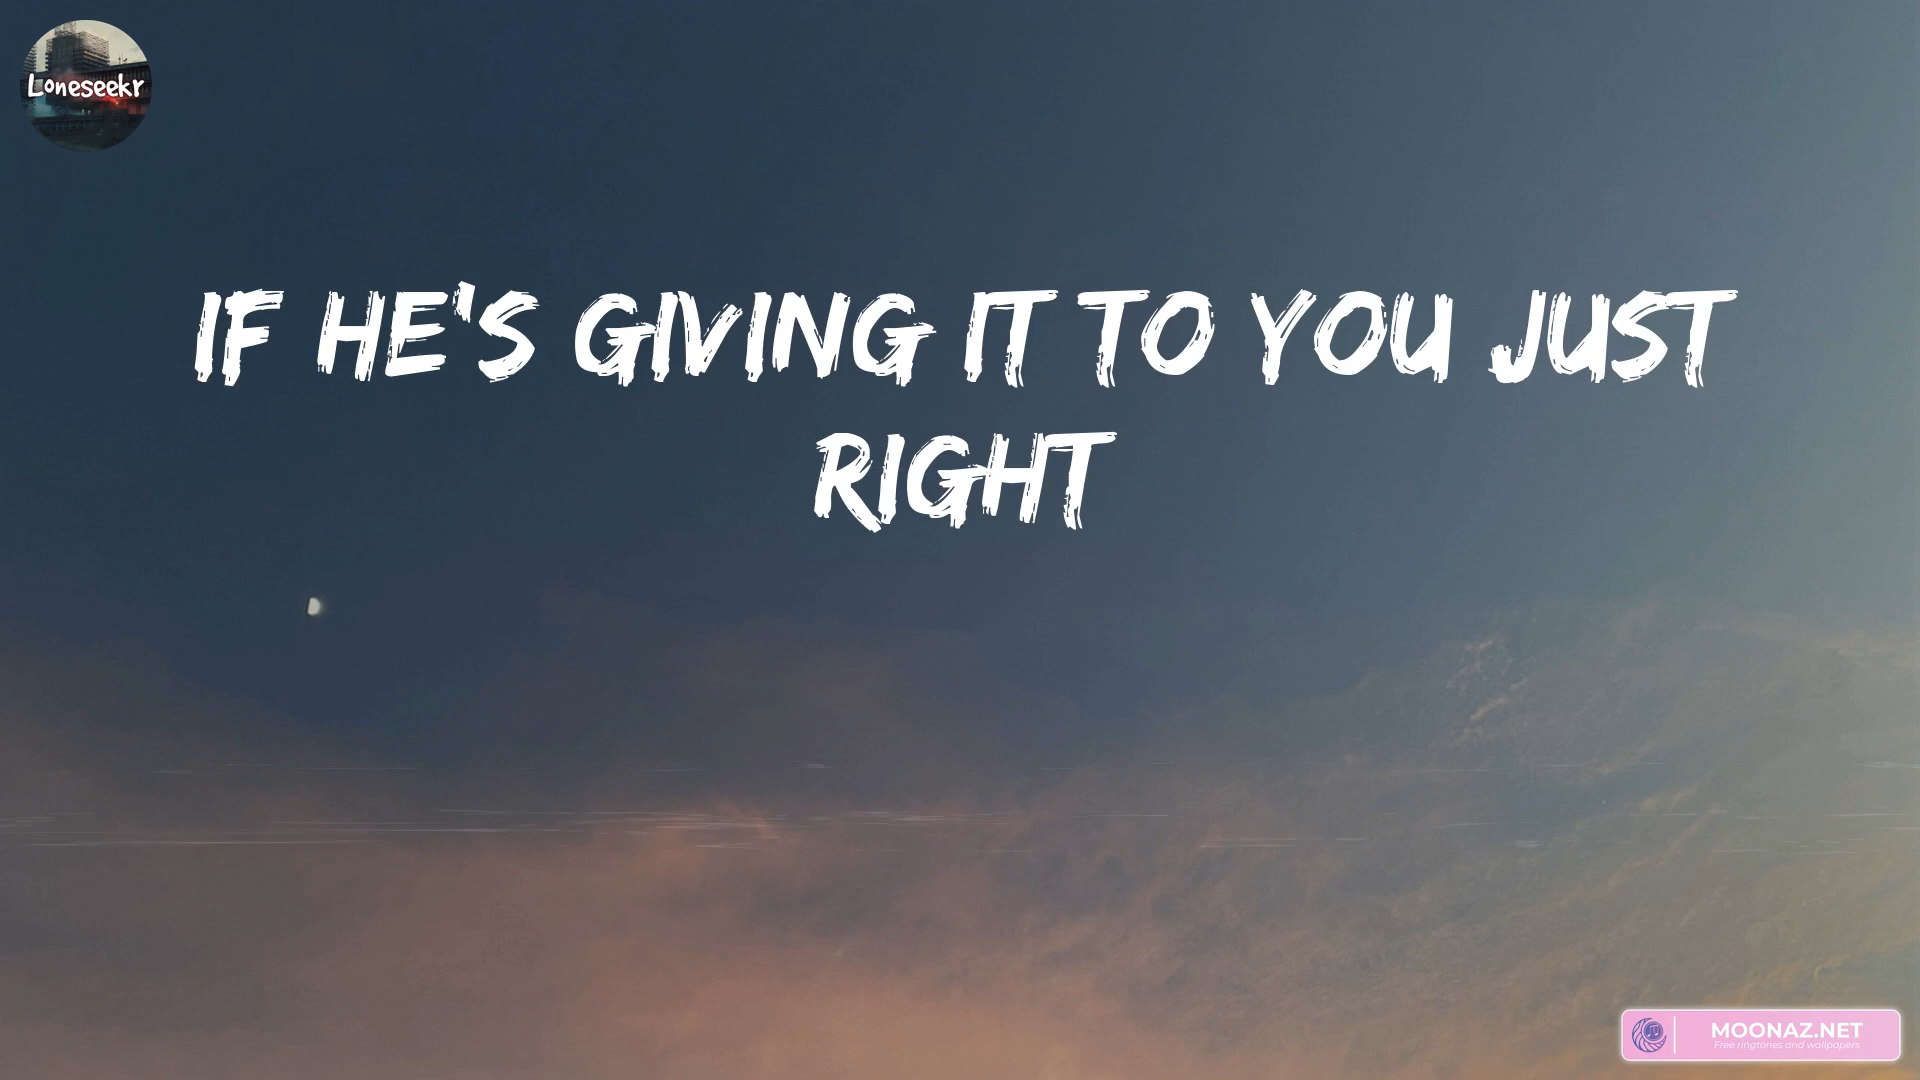 Loneseekr
IF HE'S GIVING IT TO YOU JUST
RIGHT
MOONAZ.NET
Free ringtones and wallpapers